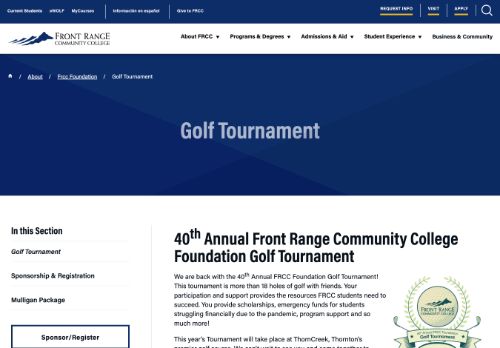 Current Students eWOLF MyCourses Información en español Give to FRCC REQUEST INFO VISIT APPLY
FRONT RANGE
COMMUNITY COLLEGE
About FRCC Programs & Degrees Admissions & Aid Student Experience Business & Community
/ About / Frcc Foundation / Golf Tournament
Golf Tournament
In this Section
Golf Tournament
Sponsorship & Registration
Mulligan Package
Sponsor/Register
40th Annual Front Range Community College
Foundation Golf Tournament
We are back with the 40th Annual FRCC Foundation Golf Tournament!
This tournament is more than 18 holes of golf with friends. Your
participation and support provides the resources FRCC students need to
succeed. You provide scholarships, emergency funds for students
struggling financially due to the pandemic, program support and so
much more!
This year's Tournament will take place at ThornCreek, Thornton's
FRONT RANGE
COMMUNITY COLLEGE
Golf Tournament